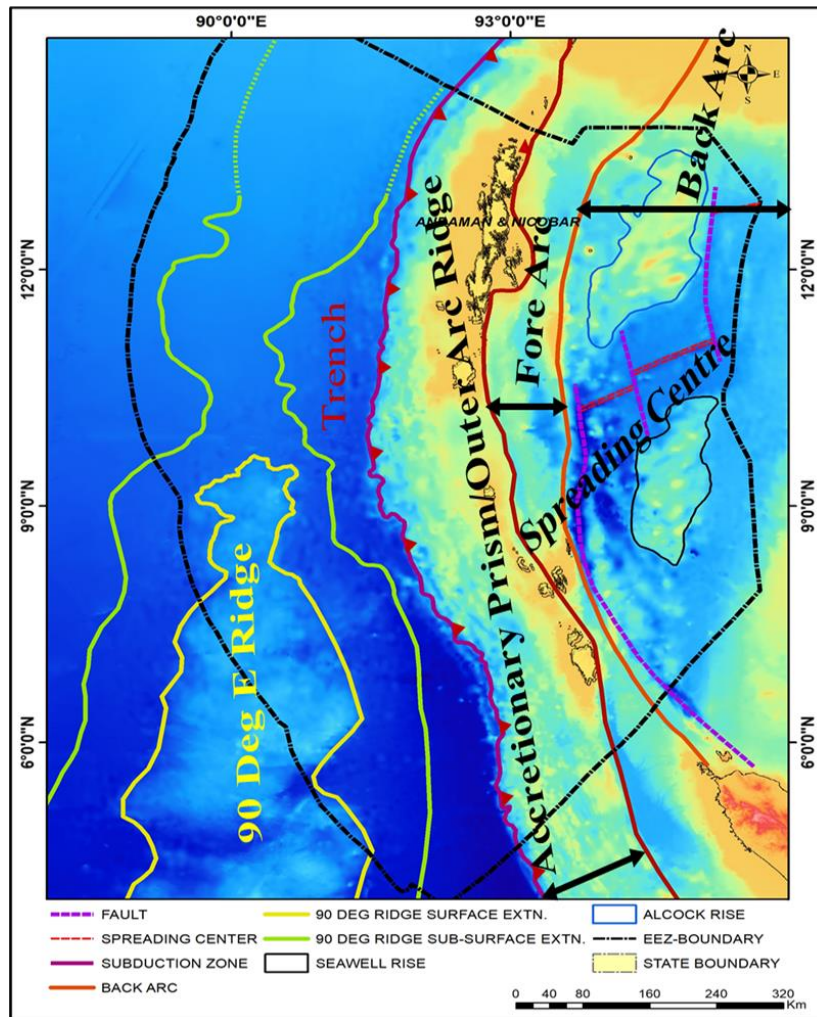 90°0'0"E
93°0'0"E
N
W
E
S
Back Arc
ANDAMAN & NICOBAR
12°0'0"N
12°0'0"N
Trench
Accretionary Prism/Outer Arc Ridge
Fore Arc
Spreading Centre
9°0'0"N
9°0'0"N
90 Deg E Ridge
6°0'0"N
6°0'0"N
FAULT
SPREADING CENTER
SUBDUCTION ZONE
BACK ARC
90 DEG RIDGE SURFACE EXTN.
90 DEG RIDGE SUB-SURFACE EXTN.
SEAWELL RISE
ALCOCK RISE
EEZ-BOUNDARY
STATE BOUNDARY
0 40 80 160 240 320
Km